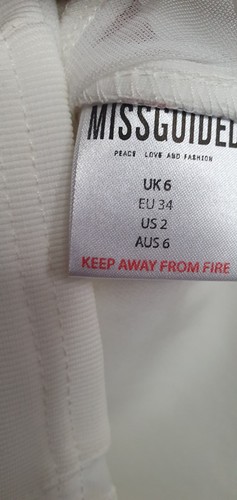 MISSGUIDED
PEACE LOVE AND FASHION
UK 6
EU 34
US 2
AUS 6
KEEP AWAY FROM FIRE